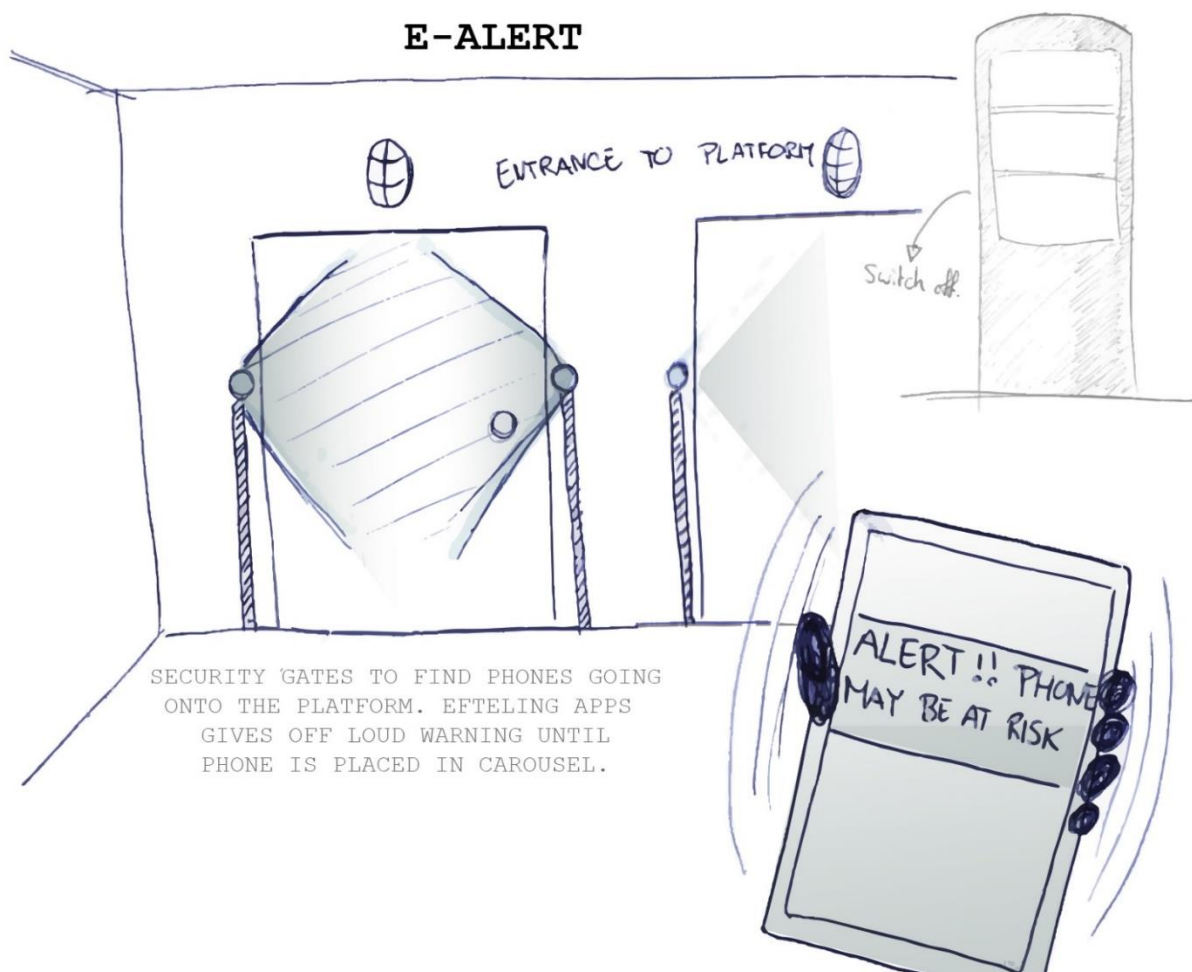 E-ALERT
ENTRANCE TO PLATFORM
Switch off.
SECURITY GATES TO FIND PHONES GOING
ONTO THE PLATFORM. EFTELING APPS
GIVES OFF LOUD WARNING UNTIL
PHONE IS PLACED IN CAROUSEL.
ALERT!! PHONE
MAY BE AT RISK